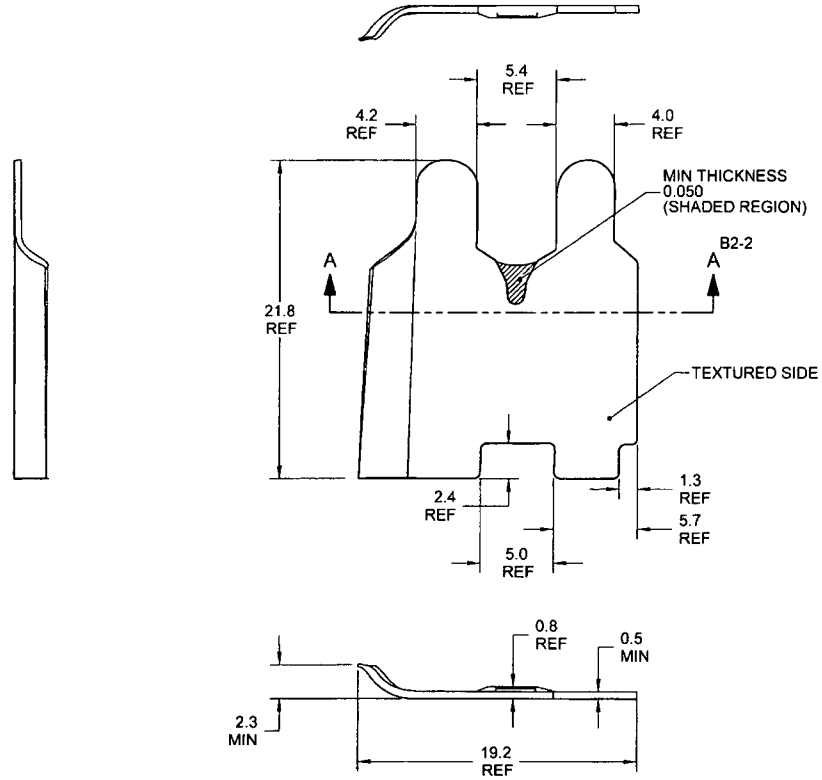 5.4
REF
4.2
REF
4.0
REF
MIN THICKNESS
0.050
(SHADED REGION)
A
A
B2-2
21.8
REF
TEXTURED SIDE
2.4
REF
1.3
REF
5.7
REF
5.0
REF
0.8
REF
0.5
MIN
2.3
MIN
19.2
REF